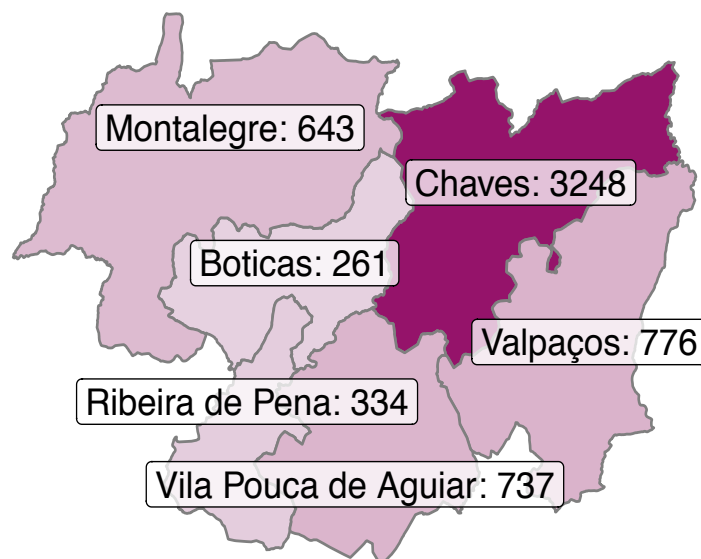 Montalegre: 643
Chaves: 3248
Boticas: 261
Valpaços: 776
Ribeira de Pena: 334
Vila Pouca de Aguiar: 737